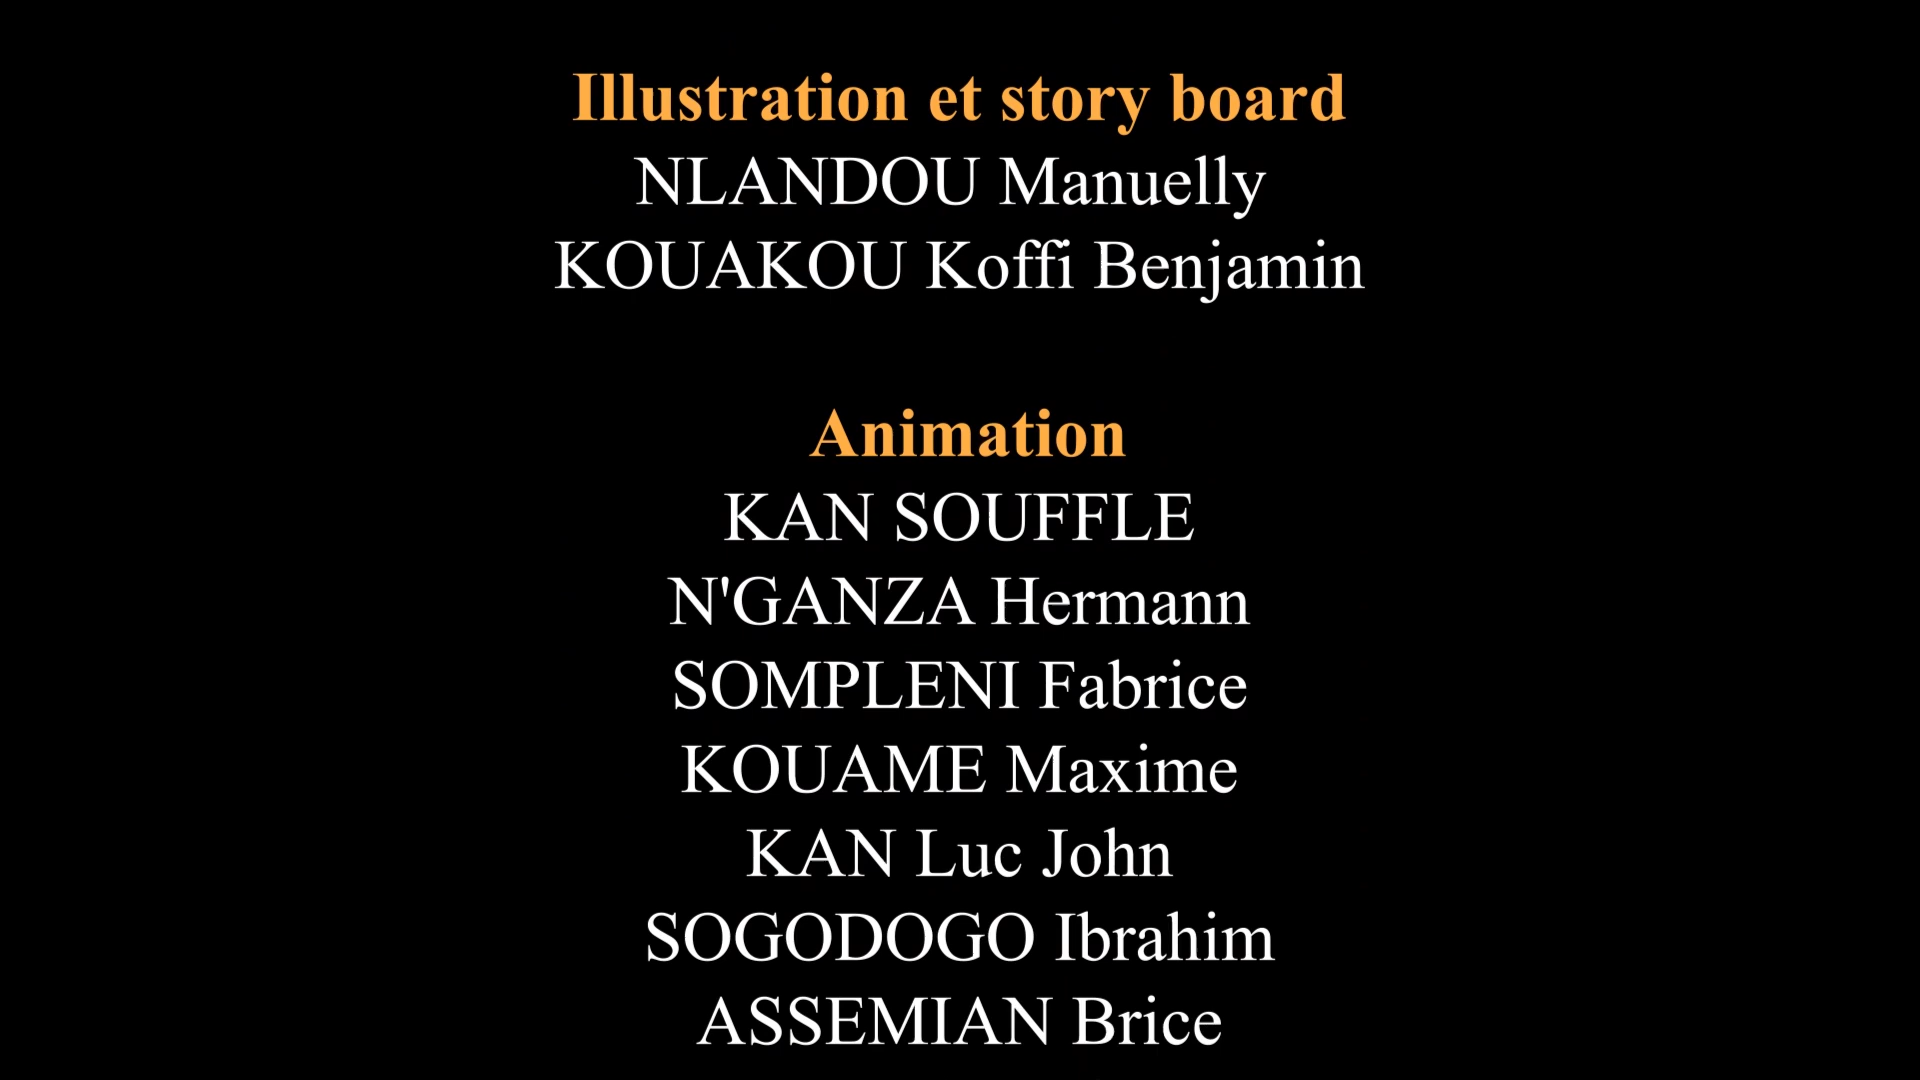 Illustration et story board
NLANDOU Manuelly
KOUAKOU Koffi Benjamin
Animation
KAN SOUFFLE
N'GANZA Hermann
SOMPLENI Fabrice
KOUAME Maxime
KAN Luc John
SOGODOGO Ibrahim
ASSEMIAN Brice